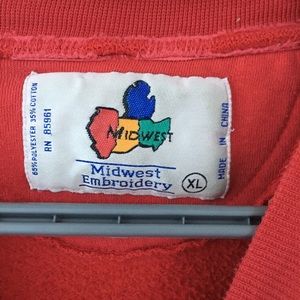 65% POLYESTER 35% COTTON
RN 85961
MIDWEST
Midwest
Embroidery
XL
MADE IN CHINA